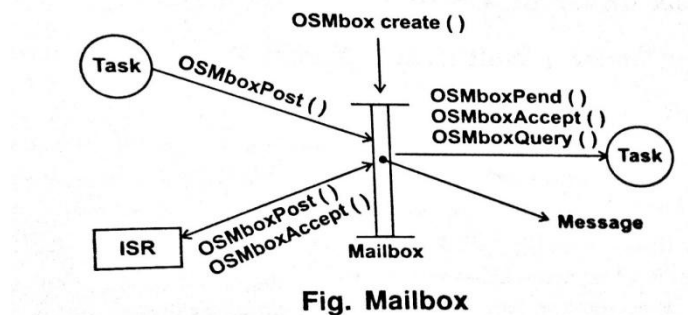 OSMbox create ( )
Task
OSMboxPost ( )
OSMboxPend ( )
OSMboxAccept ( )
OSMboxQuery ( )
Task
OSMboxPost ( )
OSMboxAccept ( )
ISR
Message
Mailbox
Fig. Mailbox